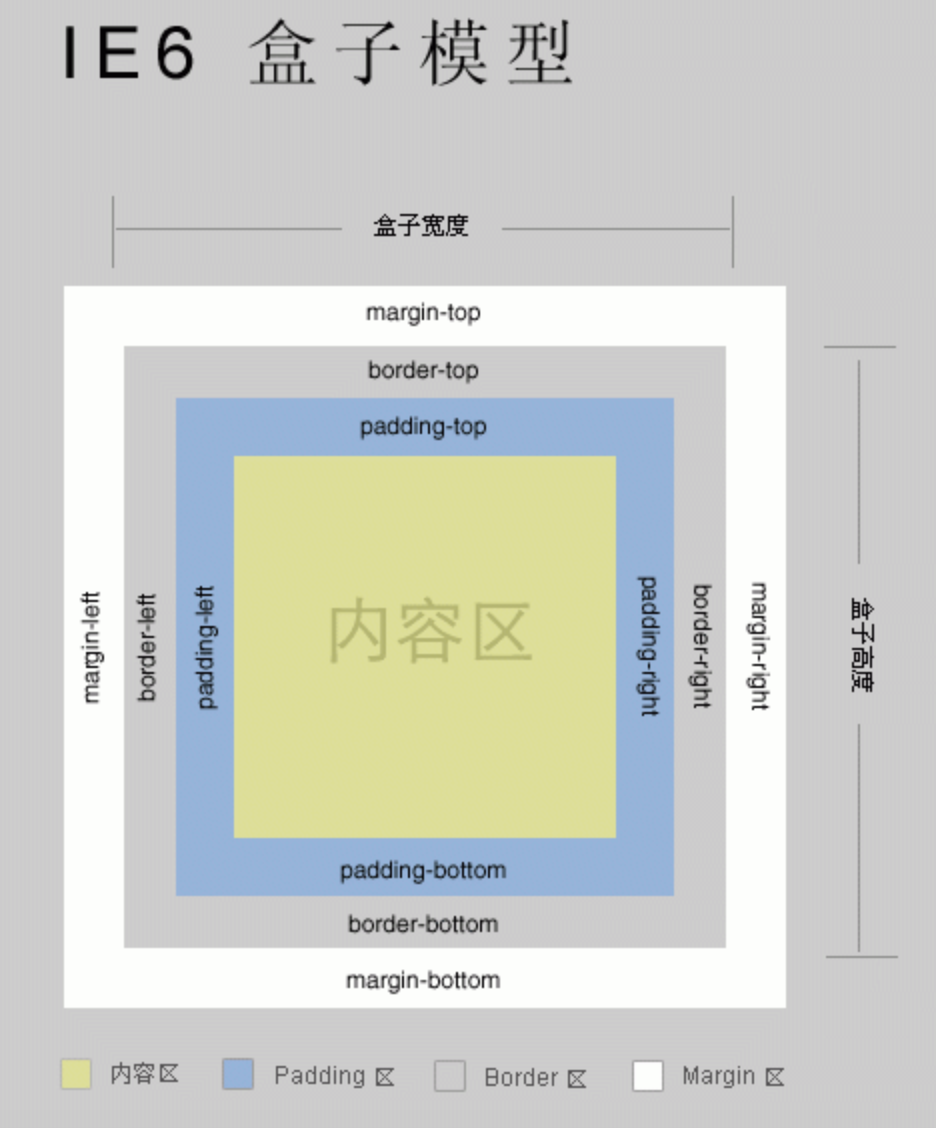 IE6 盒子模型
盒子宽度
margin-top
border-top
padding-top
margin-left
border-left
padding-left
内容区
padding-right
border-right
margin-right
盒子高度
padding-bottom
border-bottom
margin-bottom
内容区 Padding 区 Border 区 Margin 区